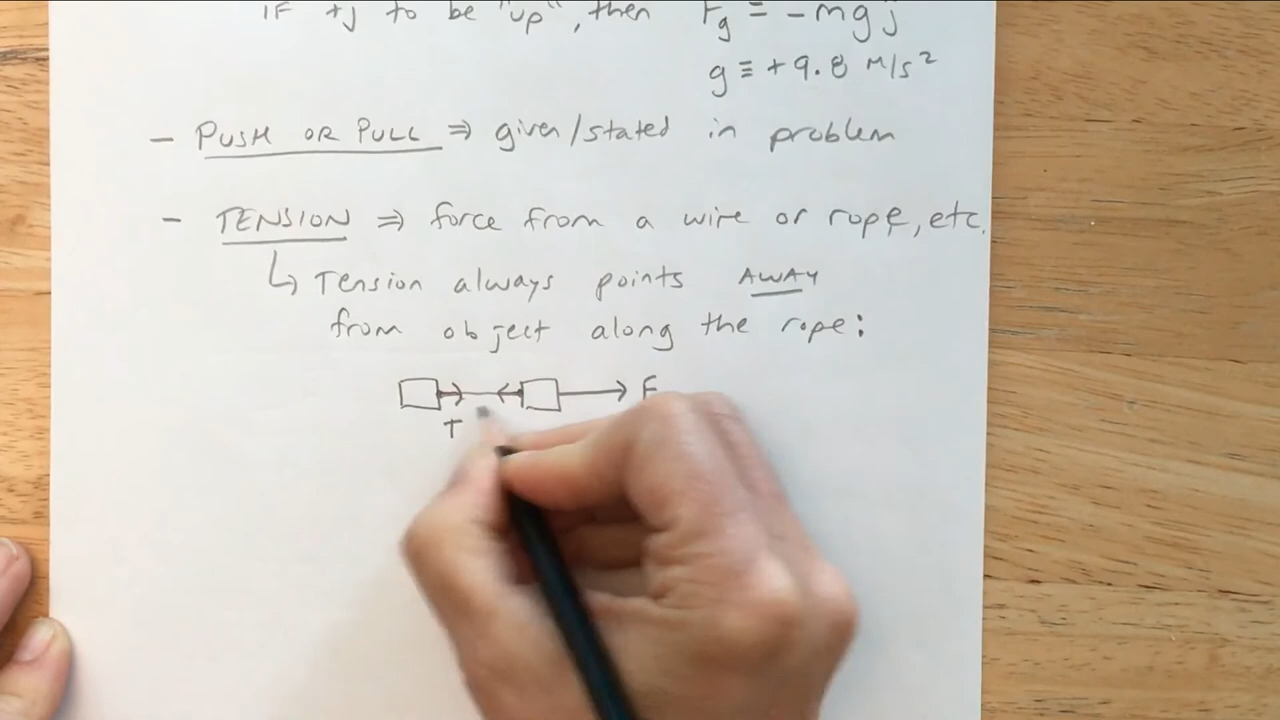 if +j to be "up", then Fg = -mg j
g ≡ +9.8 m/s²
- PUSH OR PULL ⇒ given/stated in problem
- TENSION ⇒ force from a wire or rope, etc.
↳ Tension always points AWAY
from object along the rope:
F
T